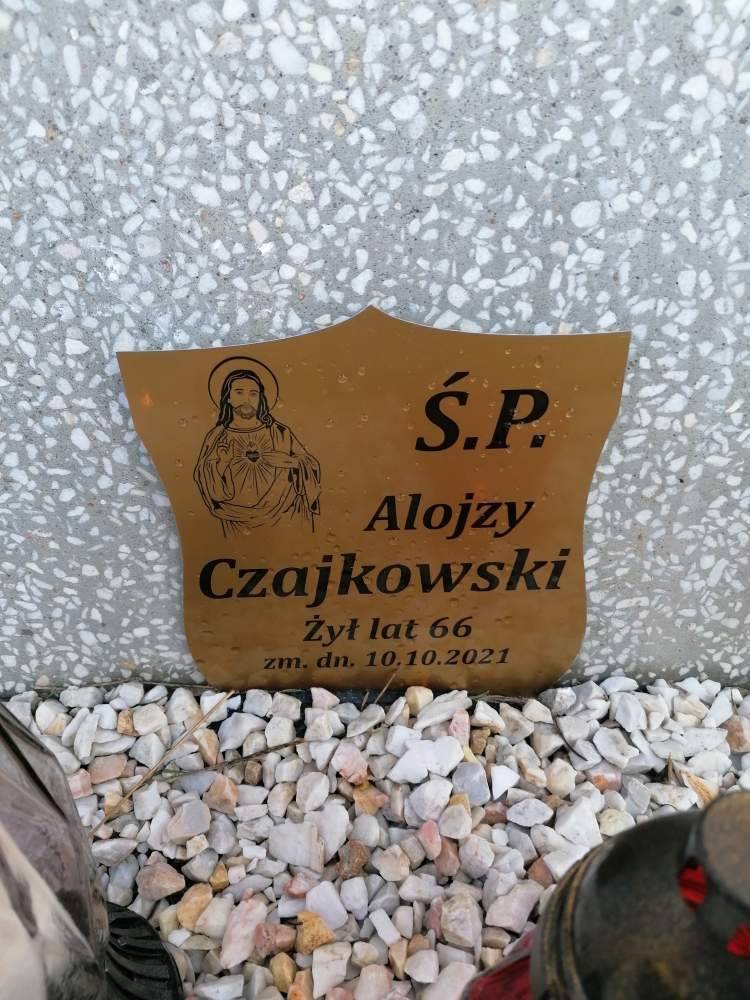 Ś.P.
Alojzy
Czajkowski
Żył lat 66
zm. dn. 10.10.2021